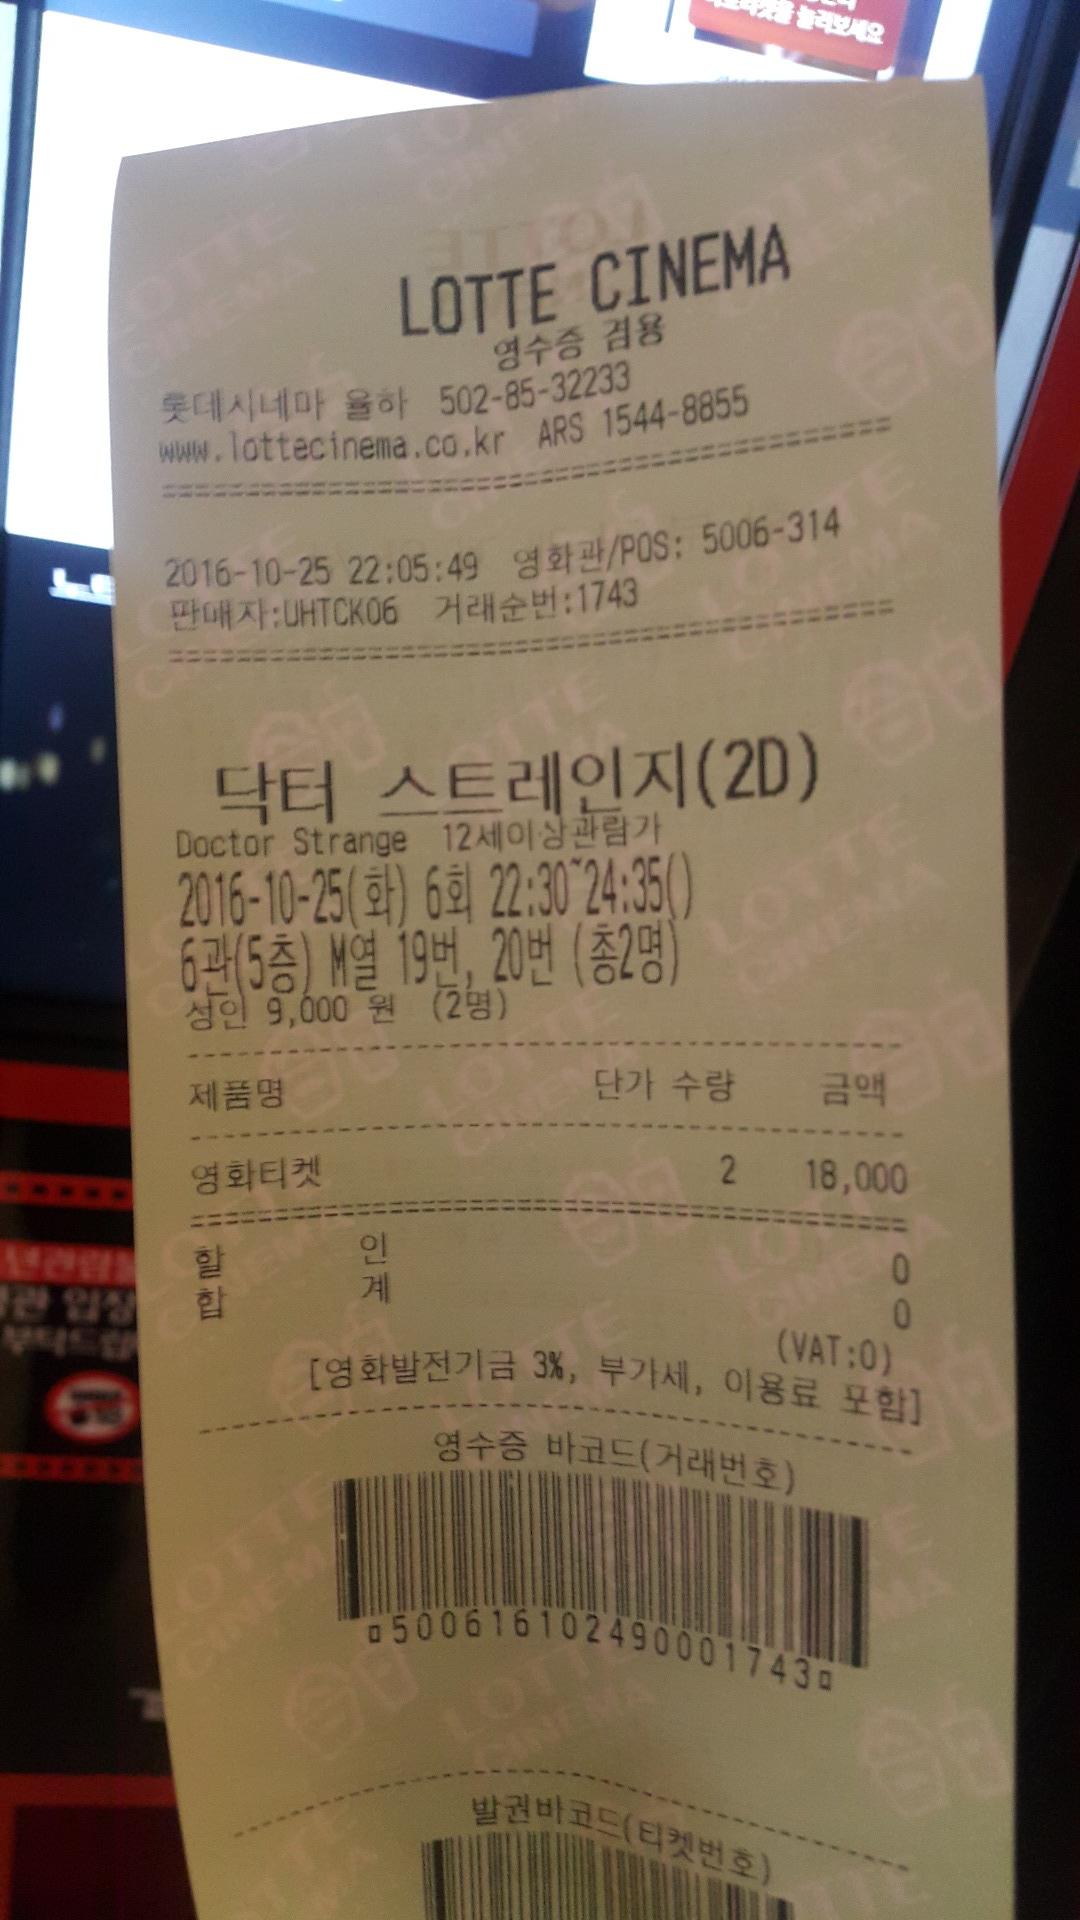 눌러보세요
LOTTE CINEMA
영수증 겸용
롯데시네마 율하 502-85-32233
www.lottecinema.co.kr ARS 1544-8855
2016-10-25 22:05:49 영화관/POS: 5006-314
판매자:UHTCK06 거래순번:1743
닥터 스트레인지(2D)
Doctor Strange 12세이상관람가
2016-10-25(화) 6회 22:30~24:35()
6관(5층) M열 19번, 20번 (총2명)
성인 9,000 원 (2명)
제품명 단가 수량 금액
영화티켓 2 18,000
할 인 0
합 계 0
(VAT:0)
[영화발전기금 3%, 부가세, 이용료 포함]
영수증 바코드(거래번호)
¤500616102490001743¤
발권바코드(티켓번호)